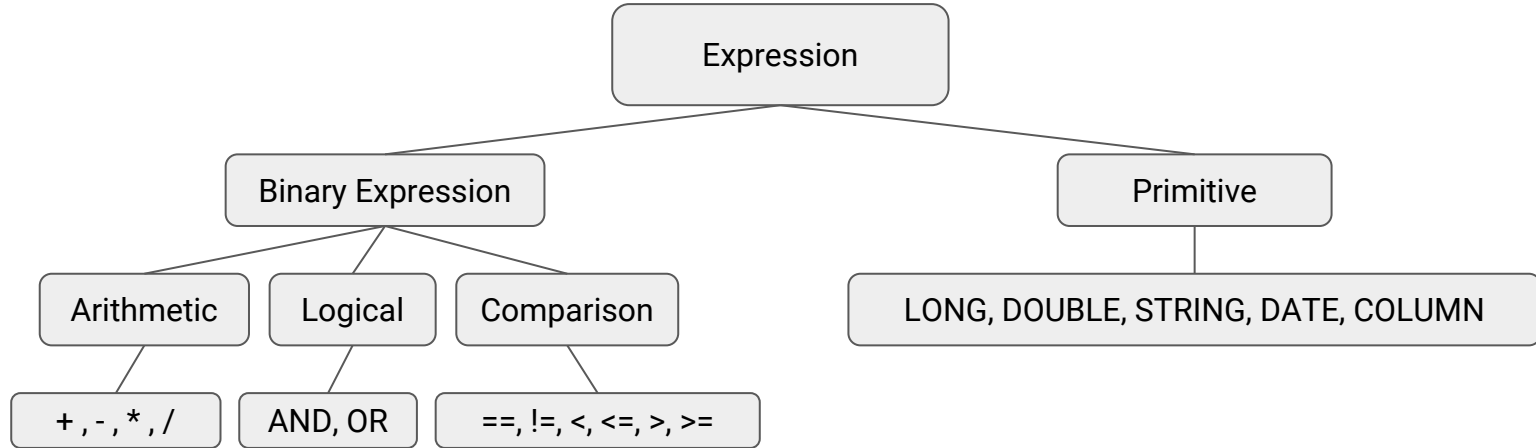 Expression
Binary Expression
Primitive
Arithmetic
Logical
Comparison
LONG, DOUBLE, STRING, DATE, COLUMN
+ , - , * , /
AND, OR
==, !=, <, <=, >, >=